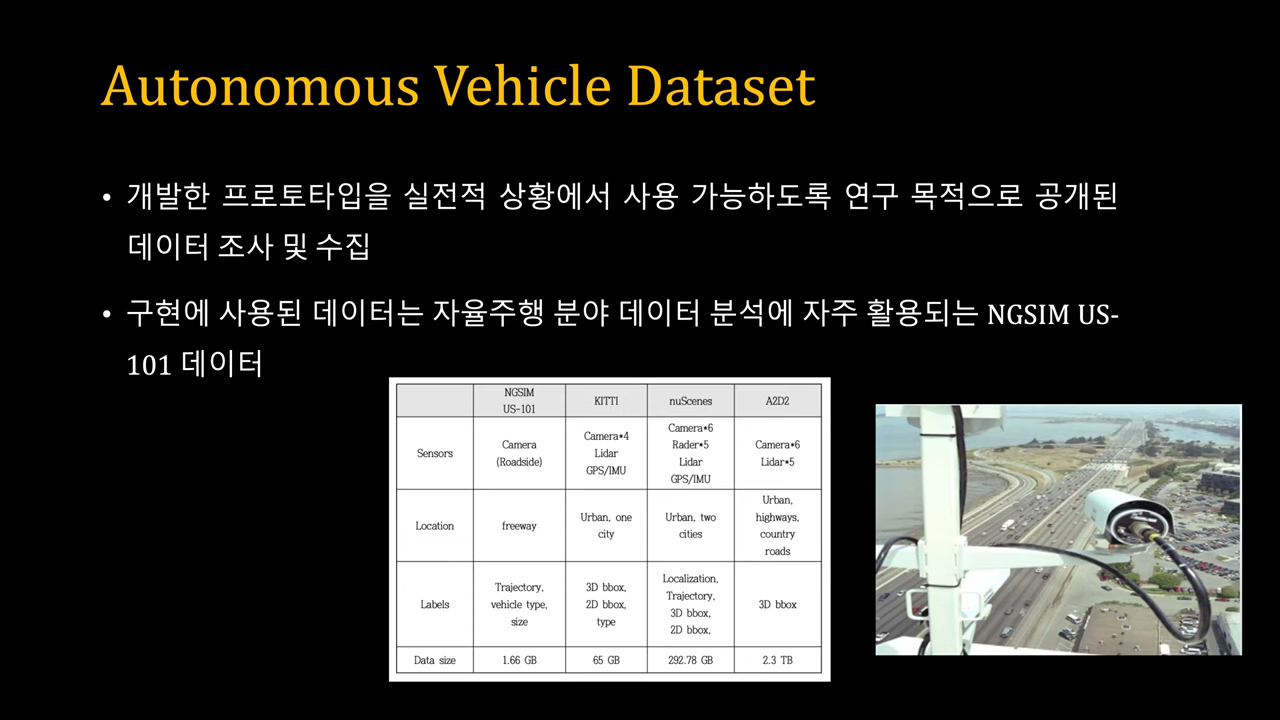 Autonomous Vehicle Dataset
• 개발한 프로토타입을 실전적 상황에서 사용 가능하도록 연구 목적으로 공개된
데이터 조사 및 수집
• 구현에 사용된 데이터는 자율주행 분야 데이터 분석에 자주 활용되는 NGSIM US-
101 데이터
NGSIM
US-101
KITTI
nuScenes
A2D2
Sensors
Camera
(Roadside)
Camera*4
Lidar
GPS/IMU
Camera*6
Rader*5
Lidar
GPS/IMU
Camera*6
Lidar*5
Location
freeway
Urban, one
city
Urban, two
cities
Urban,
highways,
country
roads
Labels
Trajectory,
vehicle type,
size
3D bbox,
2D bbox,
type
Localization,
Trajectory,
3D bbox,
2D bbox,
3D bbox
Data size
1.66 GB
65 GB
292.78 GB
2.3 TB